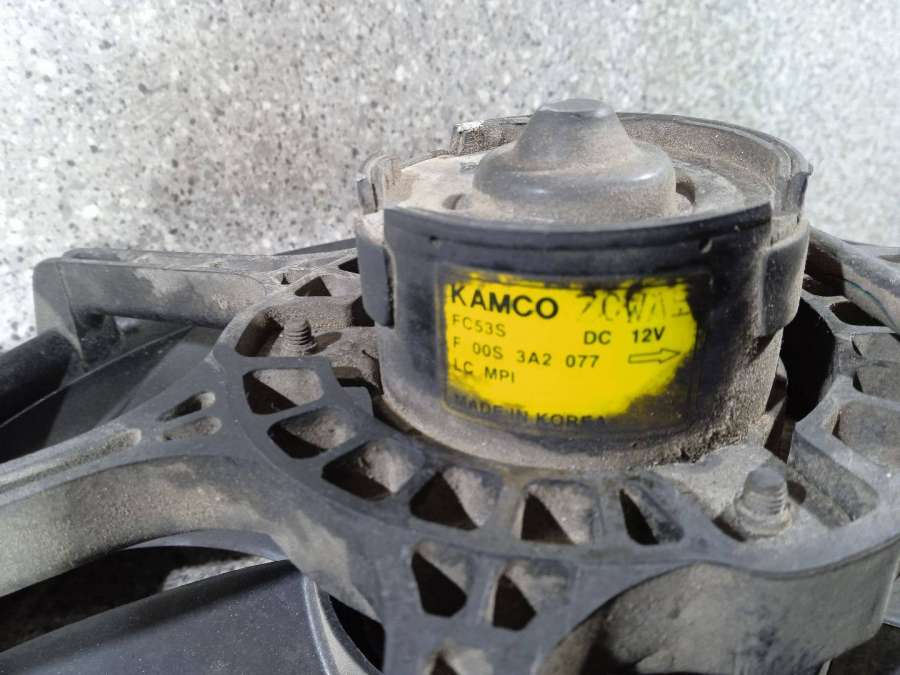 KAMCO
FC53S DC 12V
F 00S 3A2 077
LC MPI
MADE IN KOREA